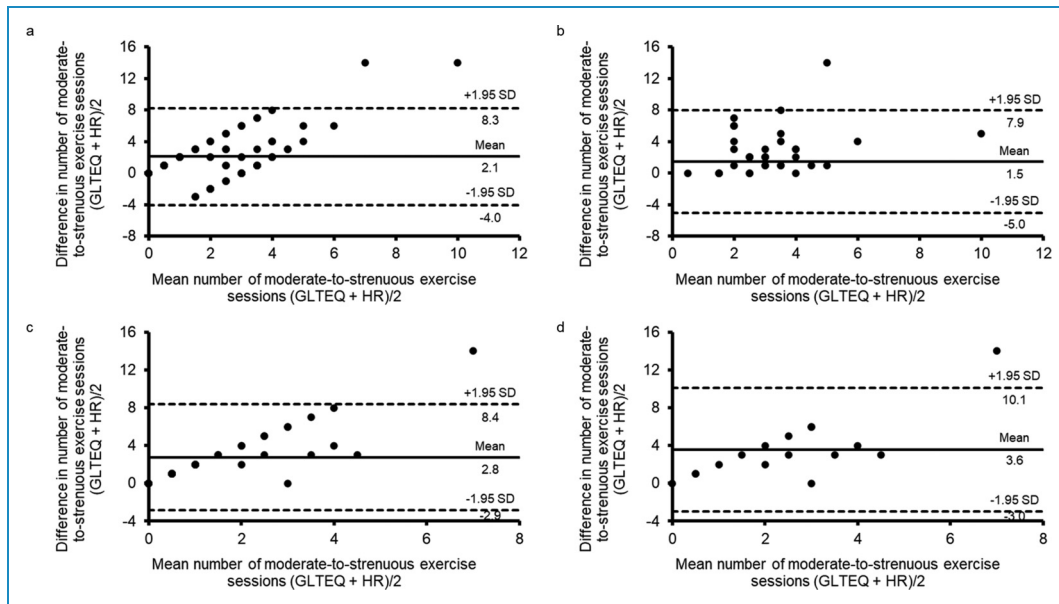 a
Difference in number of moderate-
to-strenuous exercise sessions
(GLTEQ + HR)/2
16
12
8
4
0
-4
-8
+1.95 SD
8.3
Mean
2.1
-1.95 SD
-4.0
0 2 4 6 8 10 12
Mean number of moderate-to-strenuous exercise
sessions (GLTEQ + HR)/2
b
Difference in number of moderate-
to-strenuous exercise sessions
(GLTEQ + HR)/2
16
12
8
4
0
-4
-8
+1.95 SD
7.9
Mean
1.5
-1.95 SD
-5.0
0 2 4 6 8 10 12
Mean number of moderate-to-strenuous exercise
sessions (GLTEQ + HR)/2
c
Difference in number of moderate-
to-strenuous exercise sessions
(GLTEQ + HR)/2
16
12
8
4
0
-4
+1.95 SD
8.4
Mean
2.8
-1.95 SD
-2.9
0 2 4 6 8
Mean number of moderate-to-strenuous exercise
sessions (GLTEQ + HR)/2
d
Difference in number of moderate-
to-strenuous exercise sessions
(GLTEQ + HR)/2
16
12
8
4
0
-4
+1.95 SD
10.1
Mean
3.6
-1.95 SD
-3.0
0 2 4 6 8
Mean number of moderate-to-strenuous exercise
sessions (GLTEQ + HR)/2